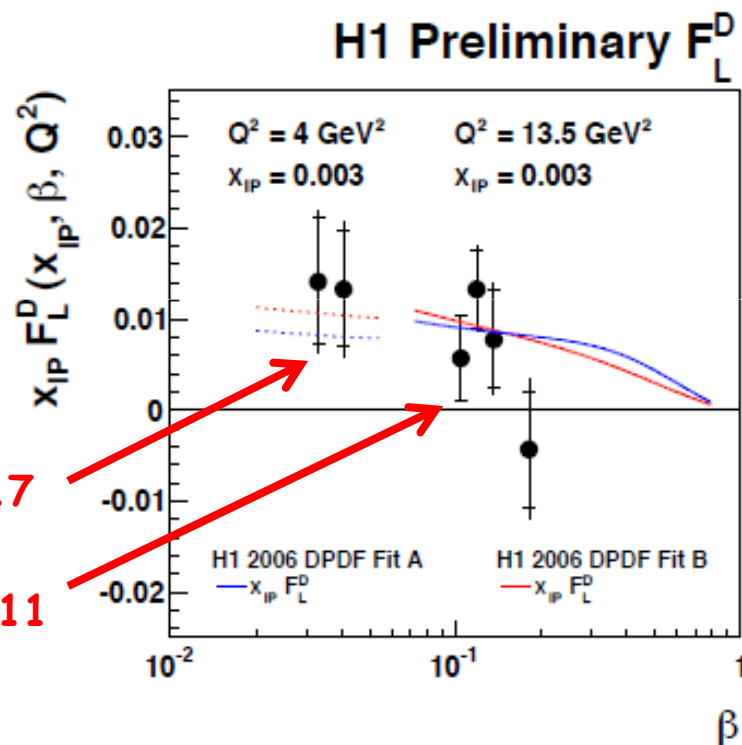 H1 Preliminary F_L^D
x_IP F_L^D (x_IP, β, Q²)
Q² = 4 GeV² Q² = 13.5 GeV²
x_IP = 0.003 x_IP = 0.003
0.03
0.02
0.01
0
-0.01
-0.02
7
11
H1 2006 DPDF Fit A H1 2006 DPDF Fit B
x_IP F_L^D x_IP F_L^D
10⁻² 10⁻¹ 1
β